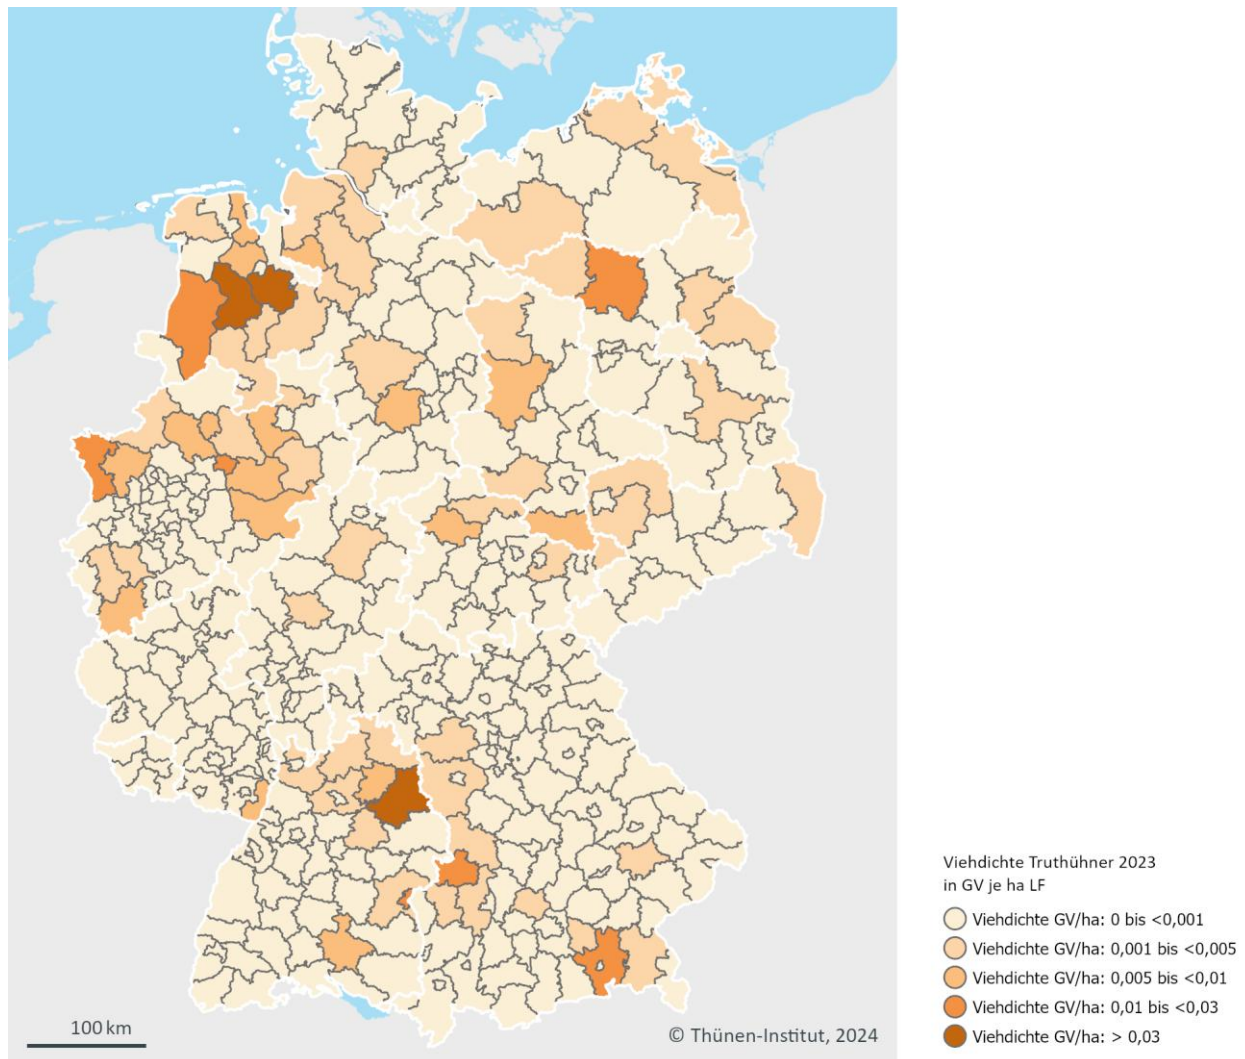 Viehdichte Truthühner 2023
in GV je ha LF
Viehdichte GV/ha: 0 bis <0,001
Viehdichte GV/ha: 0,001 bis <0,005
Viehdichte GV/ha: 0,005 bis <0,01
Viehdichte GV/ha: 0,01 bis <0,03
Viehdichte GV/ha: > 0,03
100 km
© Thünen-Institut, 2024